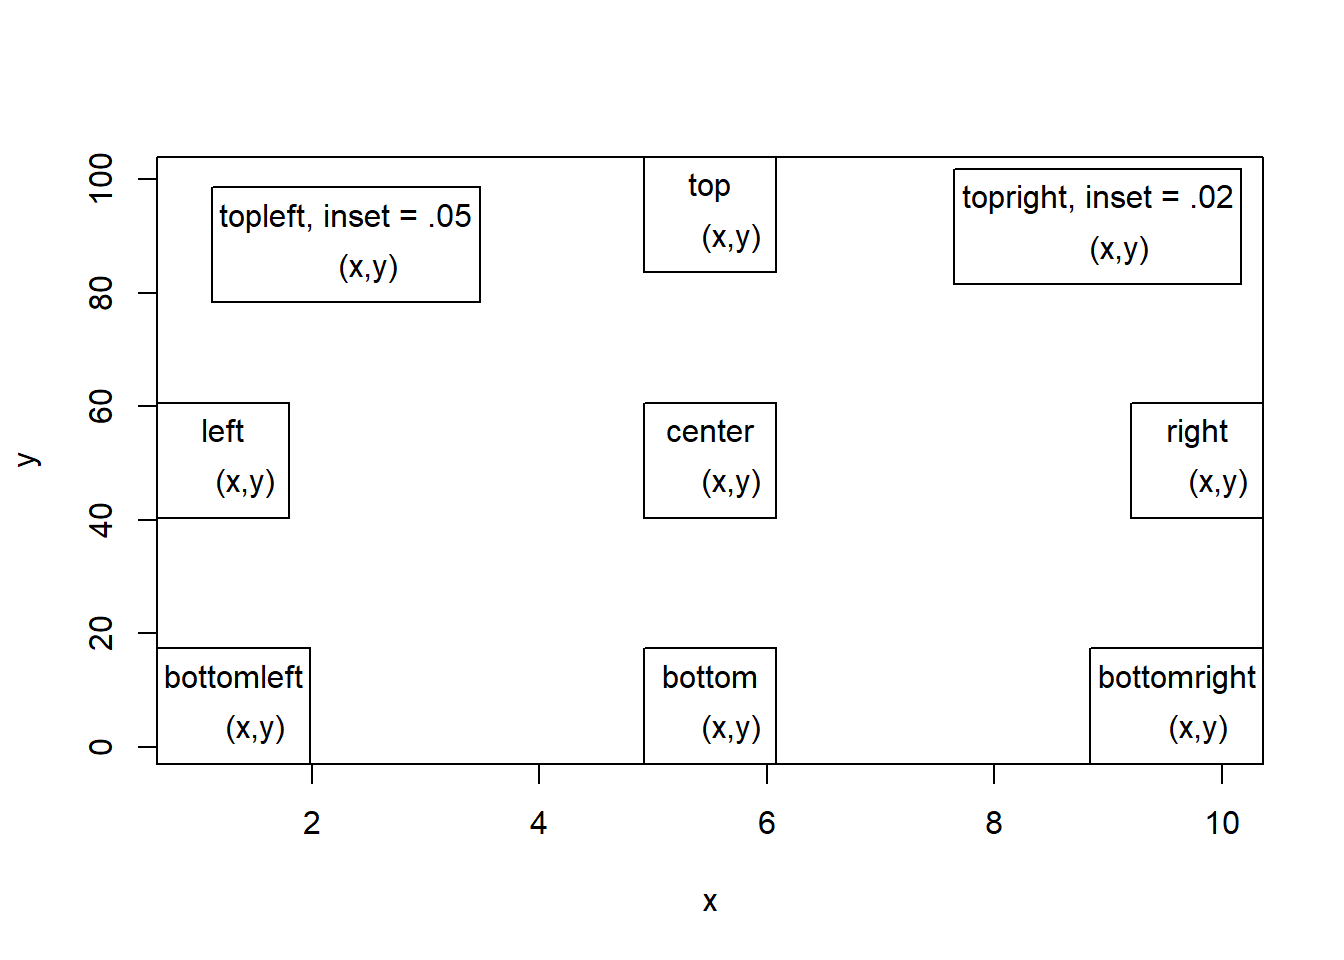 topleft, inset = .05
(x,y)
top
(x,y)
topright, inset = .02
(x,y)
left
(x,y)
center
(x,y)
right
(x,y)
bottomleft
(x,y)
bottom
(x,y)
bottomright
(x,y)
100
80
60
40
20
0
y
2 4 6 8 10
x